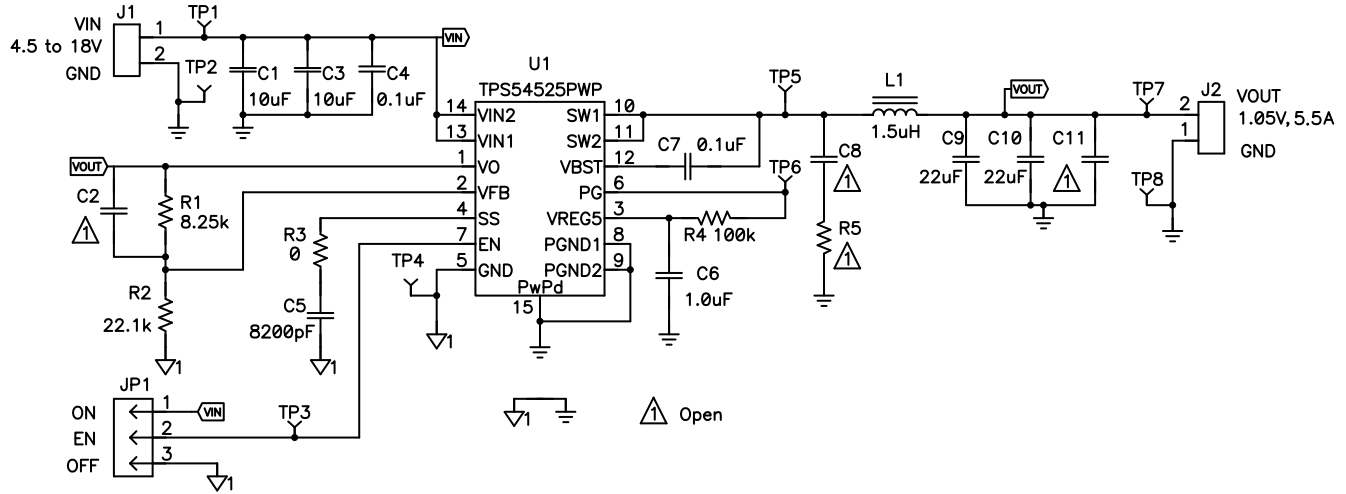 J1
TP1
VIN
4.5 to 18V
GND
1
2
TP2
C1
10uF
C3
10uF
C4
0.1uF
VIN
U1
TPS54525PWP
14
VIN2
13
VIN1
1
VO
2
VFB
4
SS
7
EN
5
GND
PwPd
15
SW1
10
SW2
11
VBST
12
PG
6
VREG5
3
PGND1
8
PGND2
9
C7
0.1uF
TP5
TP6
L1
1.5uH
C8
1
R5
1
R4 100k
C6
1.0uF
VOUT
C9
22uF
C10
22uF
C11
1
TP7
J2
2
1
VOUT
1.05V, 5.5A
GND
TP8
VOUT
C2
1
R1
8.25k
R2
22.1k
1
R3
0
C5
8200pF
1
TP4
1
JP1
ON
EN
OFF
1
2
3
VIN
TP3
1
1
1 Open